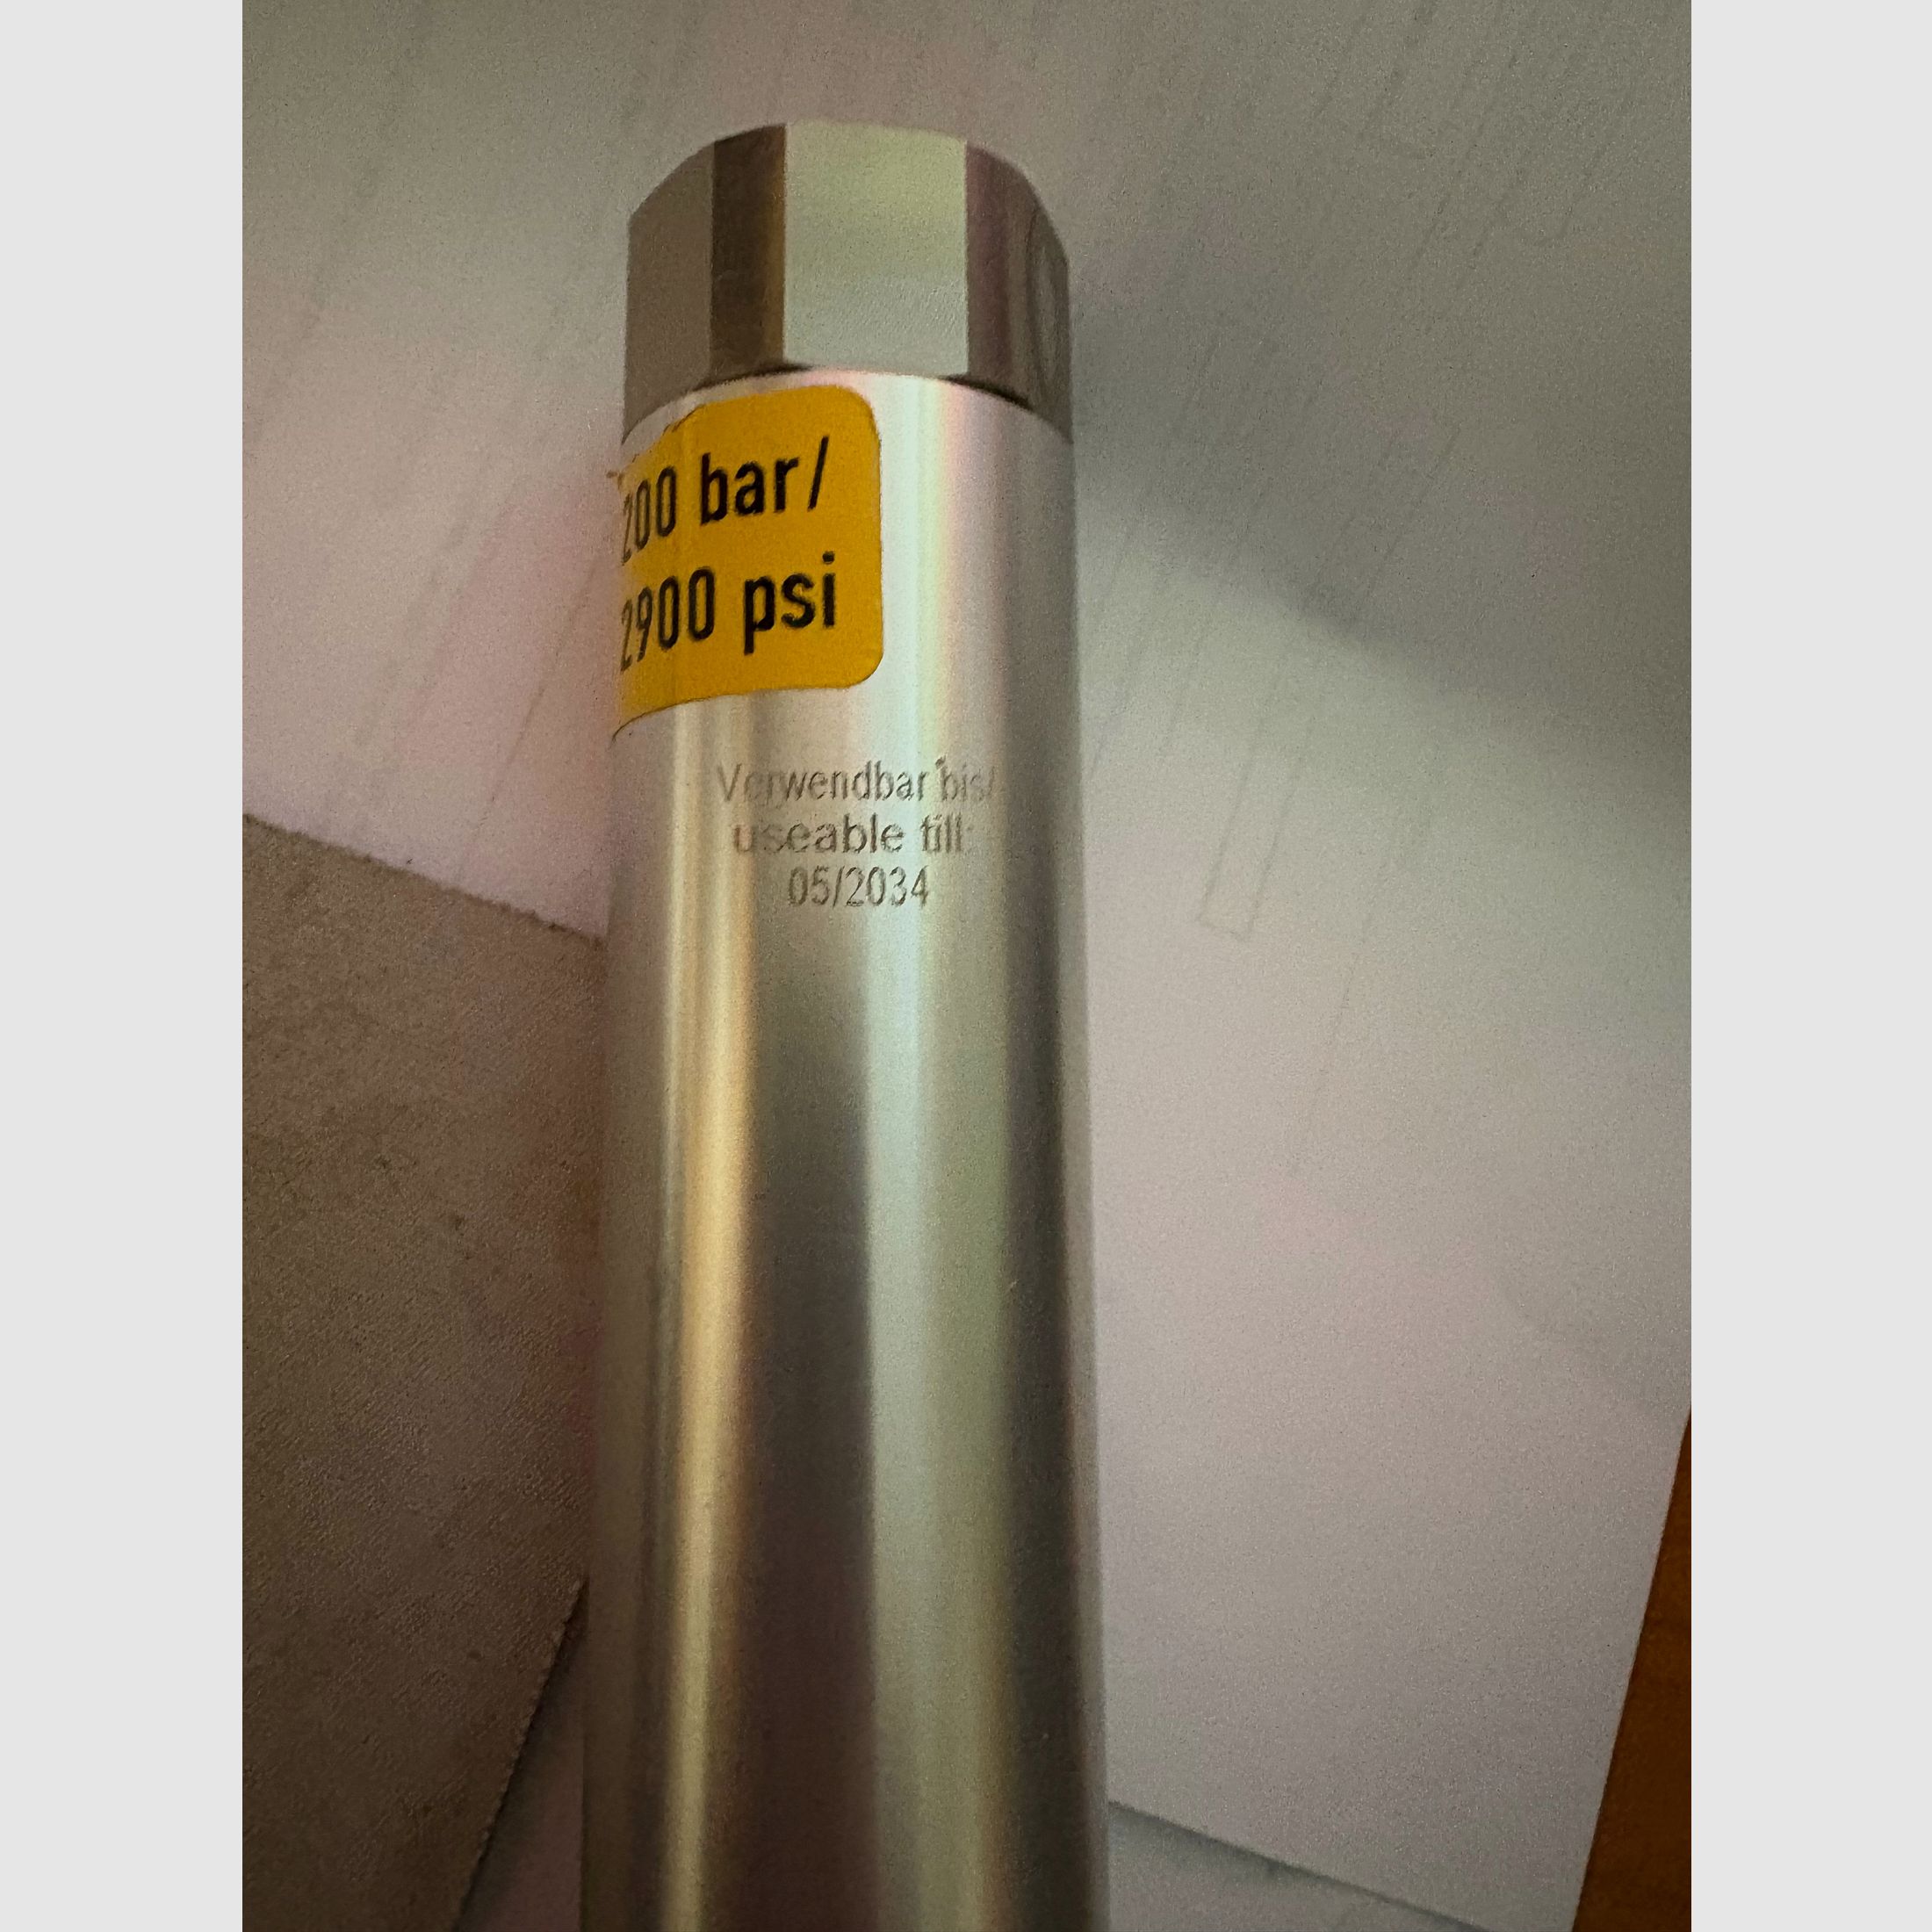 200 bar/
2900 psi
Verwendbar bis/
useable till:
05/2034